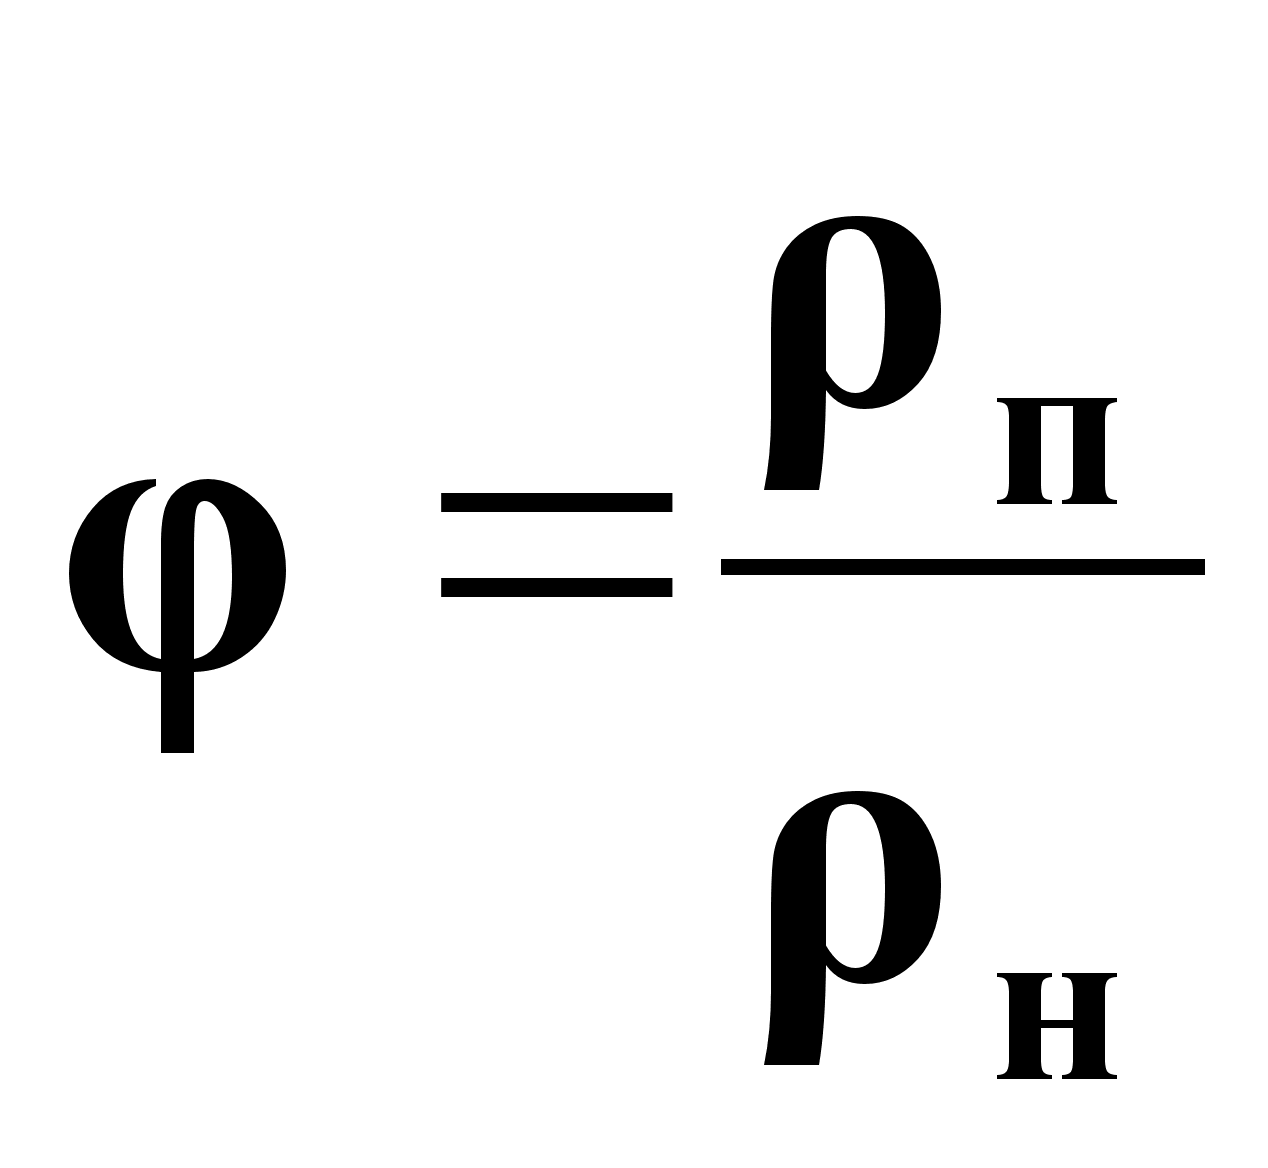 φ = ρп / ρн